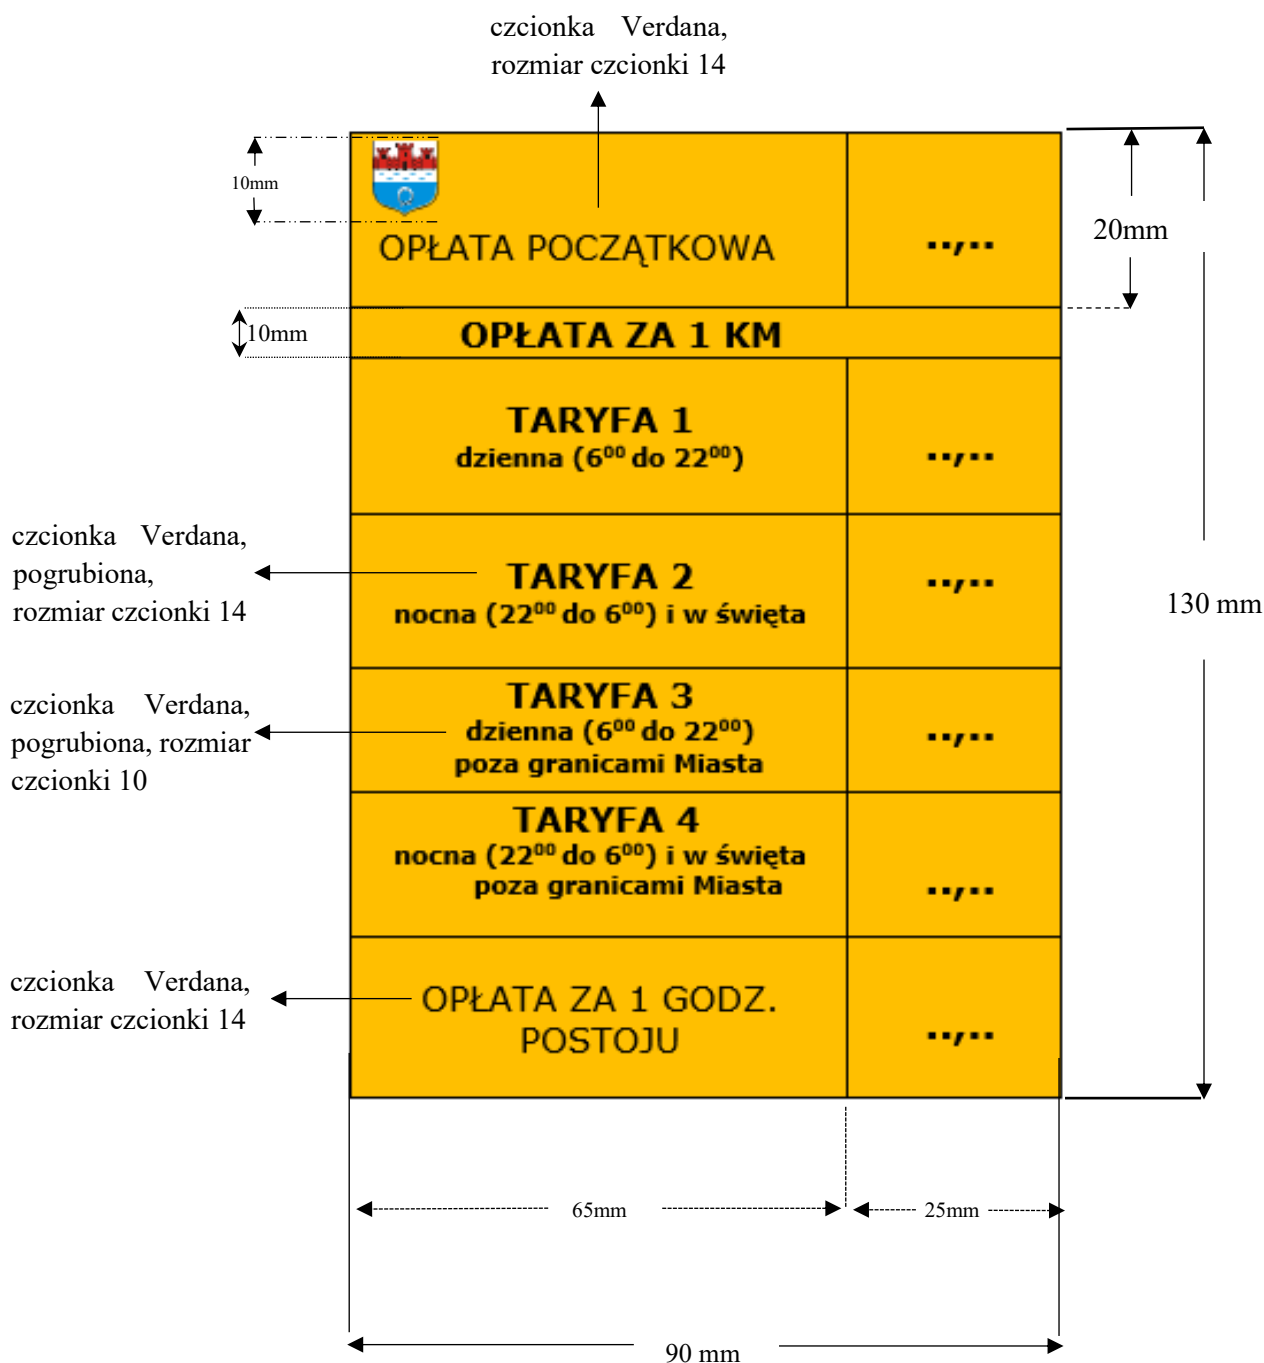 czcionka Verdana,
rozmiar czcionki 14
10mm
OPŁATA POCZĄTKOWA
..,..
20mm
10mm
OPŁATA ZA 1 KM
TARYFA 1
dzienna (6⁰⁰ do 22⁰⁰)
..,..
czcionka Verdana,
pogrubiona,
rozmiar czcionki 14
TARYFA 2
nocna (22⁰⁰ do 6⁰⁰) i w święta
..,..
130 mm
czcionka Verdana,
pogrubiona, rozmiar
czcionki 10
TARYFA 3
dzienna (6⁰⁰ do 22⁰⁰)
poza granicami Miasta
..,..
TARYFA 4
nocna (22⁰⁰ do 6⁰⁰) i w święta
poza granicami Miasta
..,..
czcionka Verdana,
rozmiar czcionki 14
OPŁATA ZA 1 GODZ.
POSTOJU
..,..
65mm
25mm
90 mm